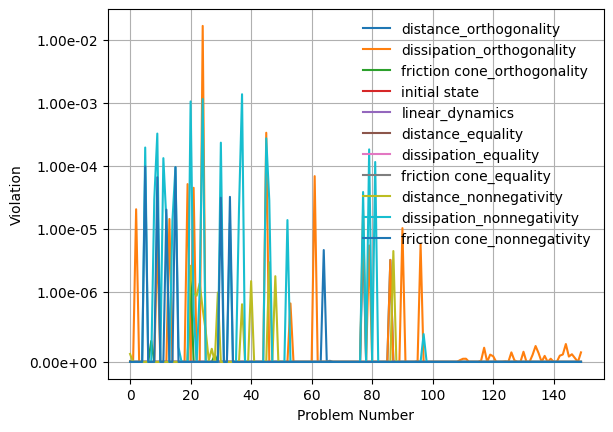 1.00e-02
1.00e-03
1.00e-04
1.00e-05
1.00e-06
0.00e+00
Violation
distance_orthogonality
dissipation_orthogonality
friction cone_orthogonality
initial state
linear_dynamics
distance_equality
dissipation_equality
friction cone_equality
distance_nonnegativity
dissipation_nonnegativity
friction cone_nonnegativity
0 20 40 60 80 100 120 140
Problem Number